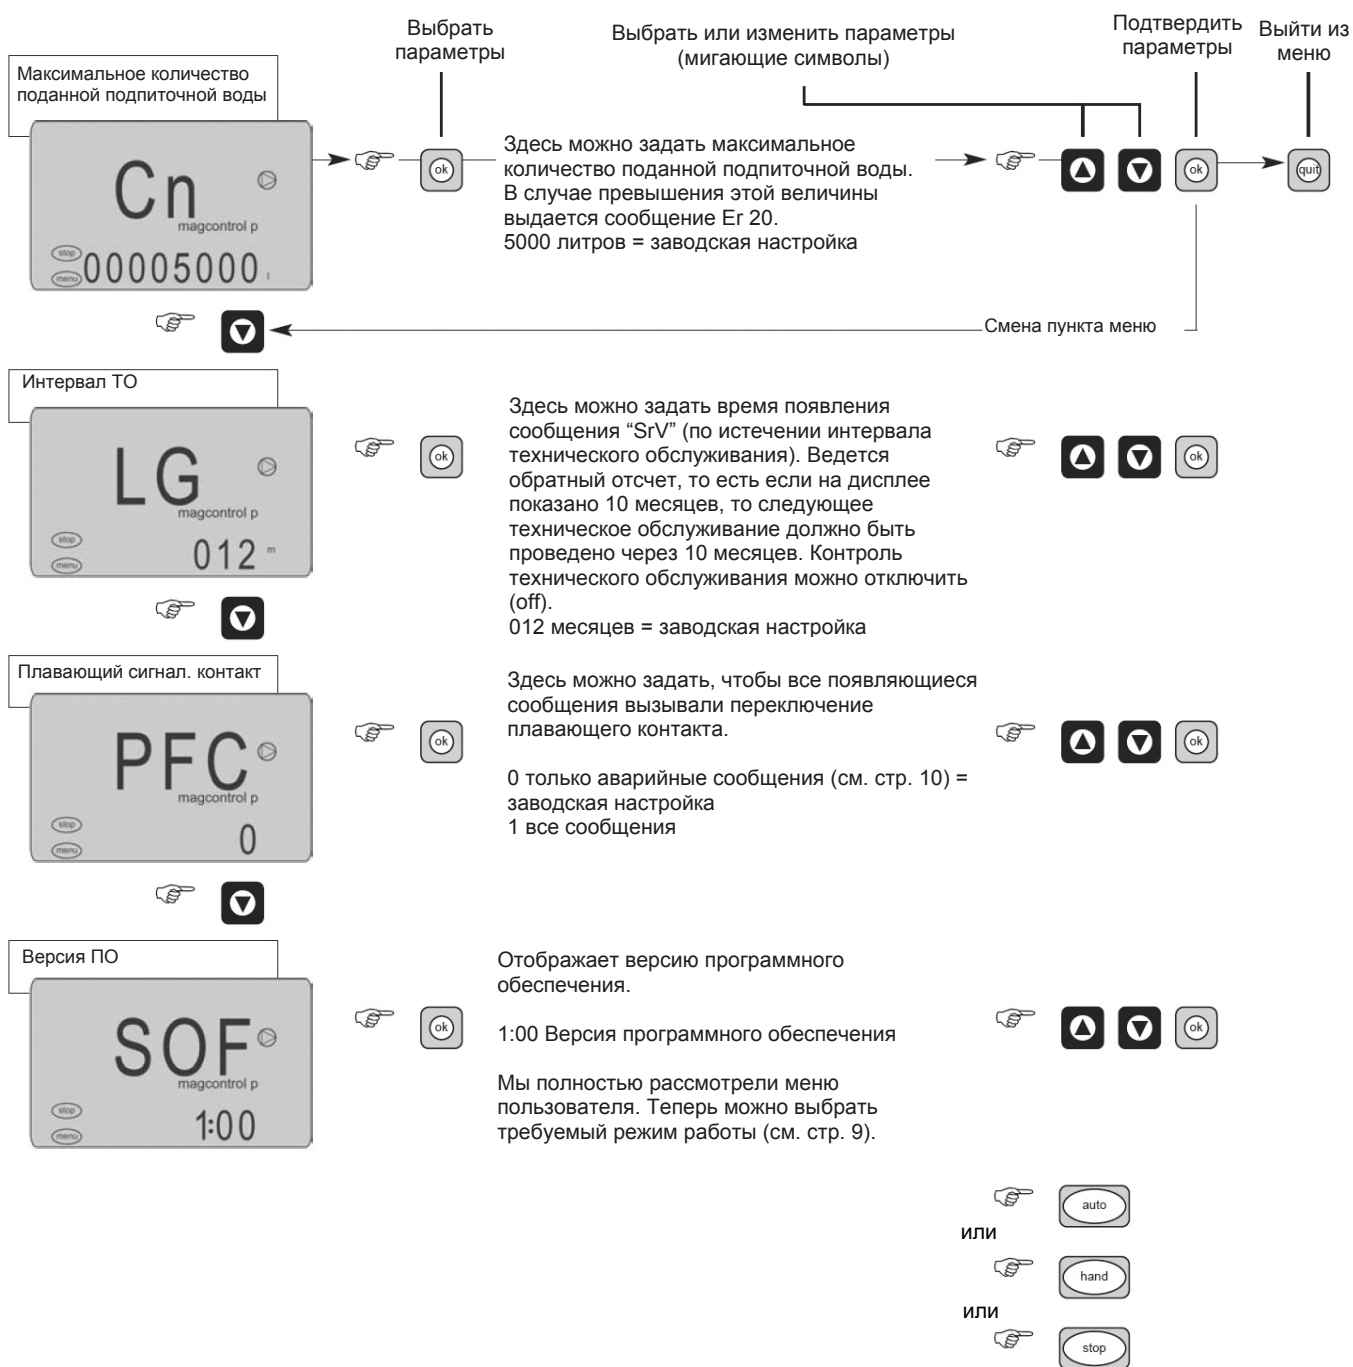 Выбрать
параметры
Выбрать или изменить параметры
(мигающие символы)
Подтвердить
параметры
Выйти из
меню
Максимальное количество
поданной подпиточной воды
Cn
magcontrol p
stop
menu
00005000 l
ok
Здесь можно задать максимальное
количество поданной подпиточной воды.
В случае превышения этой величины
выдается сообщение Er 20.
5000 литров = заводская настройка
ok
quit
Смена пункта меню
Интервал ТО
LG
magcontrol p
stop
menu
012 m
ok
Здесь можно задать время появления
сообщения “SrV” (по истечении интервала
технического обслуживания). Ведется
обратный отсчет, то есть если на дисплее
показано 10 месяцев, то следующее
техническое обслуживание должно быть
проведено через 10 месяцев. Контроль
технического обслуживания можно отключить
(off).
012 месяцев = заводская настройка
ok
Плавающий сигнал. контакт
PFC
magcontrol p
stop
menu
0
ok
Здесь можно задать, чтобы все появляющиеся
сообщения вызывали переключение
плавающего контакта.
0 только аварийные сообщения (см. стр. 10) =
заводская настройка
1 все сообщения
ok
Версия ПО
SOF
magcontrol p
stop
menu
1:00
ok
Отображает версию программного
обеспечения.
1:00 Версия программного обеспечения
Мы полностью рассмотрели меню
пользователя. Теперь можно выбрать
требуемый режим работы (см. стр. 9).
ok
auto
или
hand
или
stop